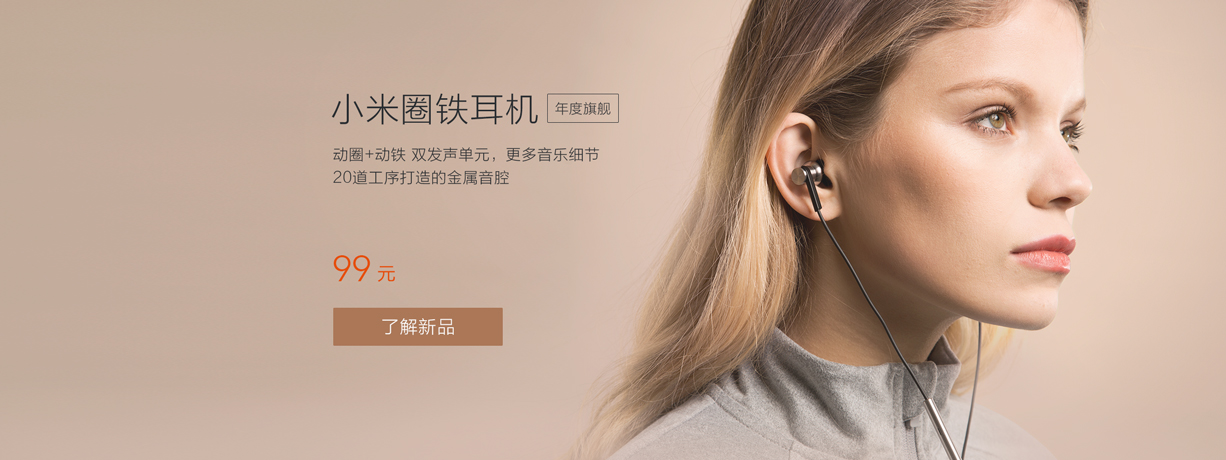 小米圈铁耳机 年度旗舰
动圈+动铁 双发声单元，更多音乐细节
20道工序打造的金属音腔
99 元
了解新品